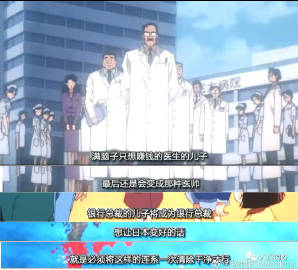 病院
满脑子只想赚钱的医生的儿子
最后还是会变成那种医师
银行总裁的儿子将成为银行总裁
想让日本变好的话
就是必须将这样的连系一次清除干净才行